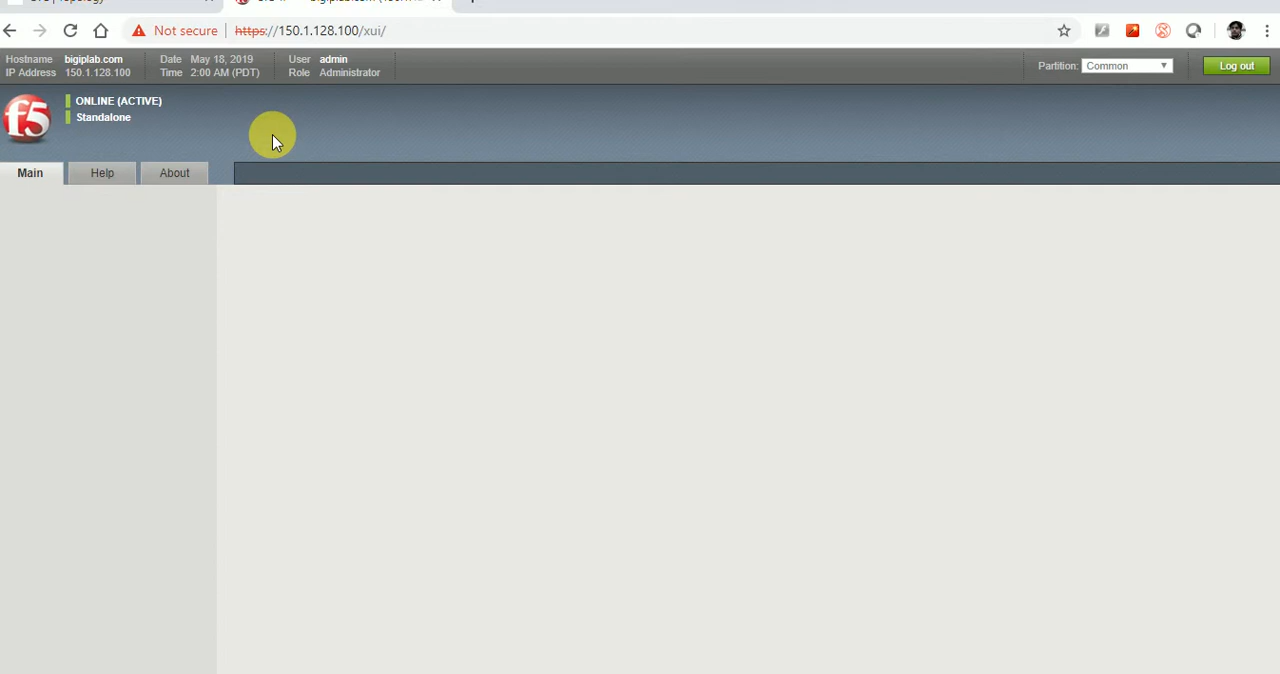 Not secure | https://150.1.128.100/xui/
Hostname bigiplab.com Date May 18, 2019 User admin
IP Address 150.1.128.100 Time 2:00 AM (PDT) Role Administrator
Partition: Common Log out
f5
ONLINE (ACTIVE)
Standalone
Main Help About